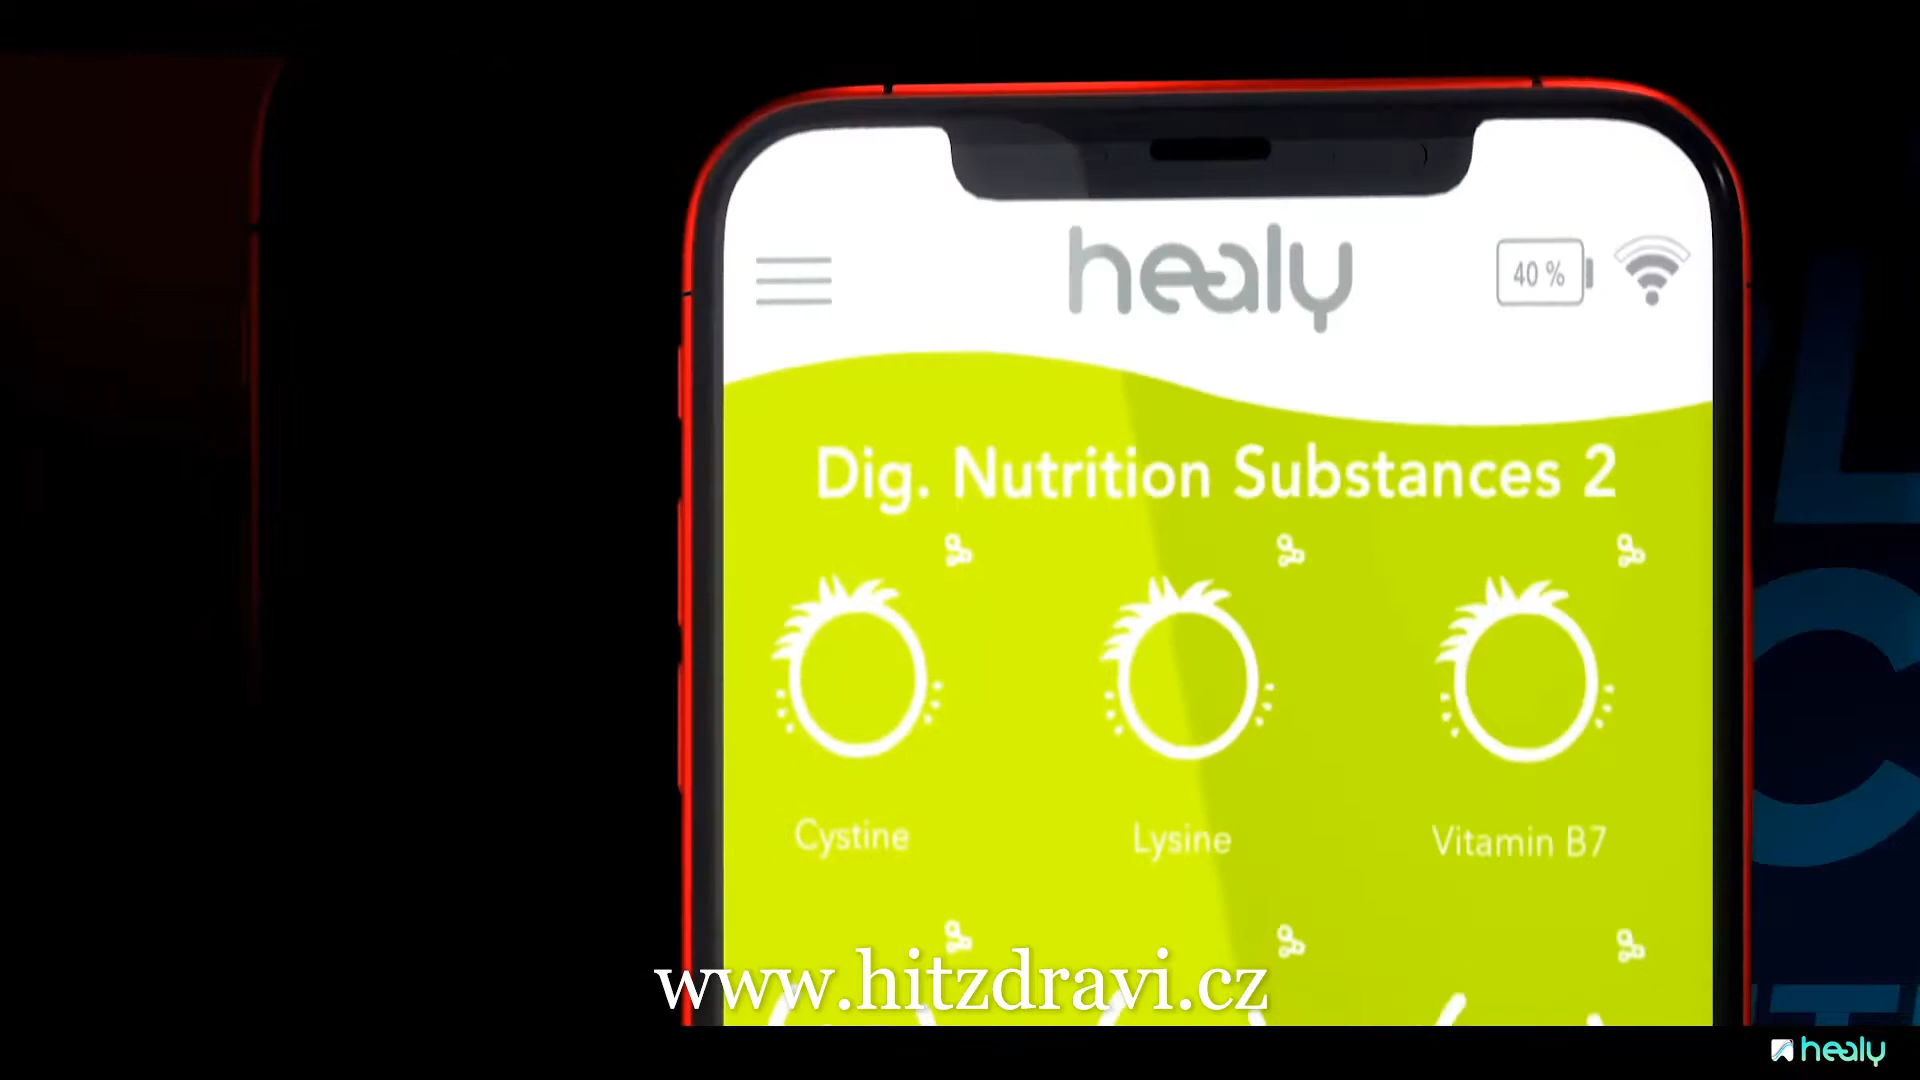 healy
40 %
Dig. Nutrition Substances 2
Cystine
Lysine
Vitamin B7
www.hitzdravi.cz
healy